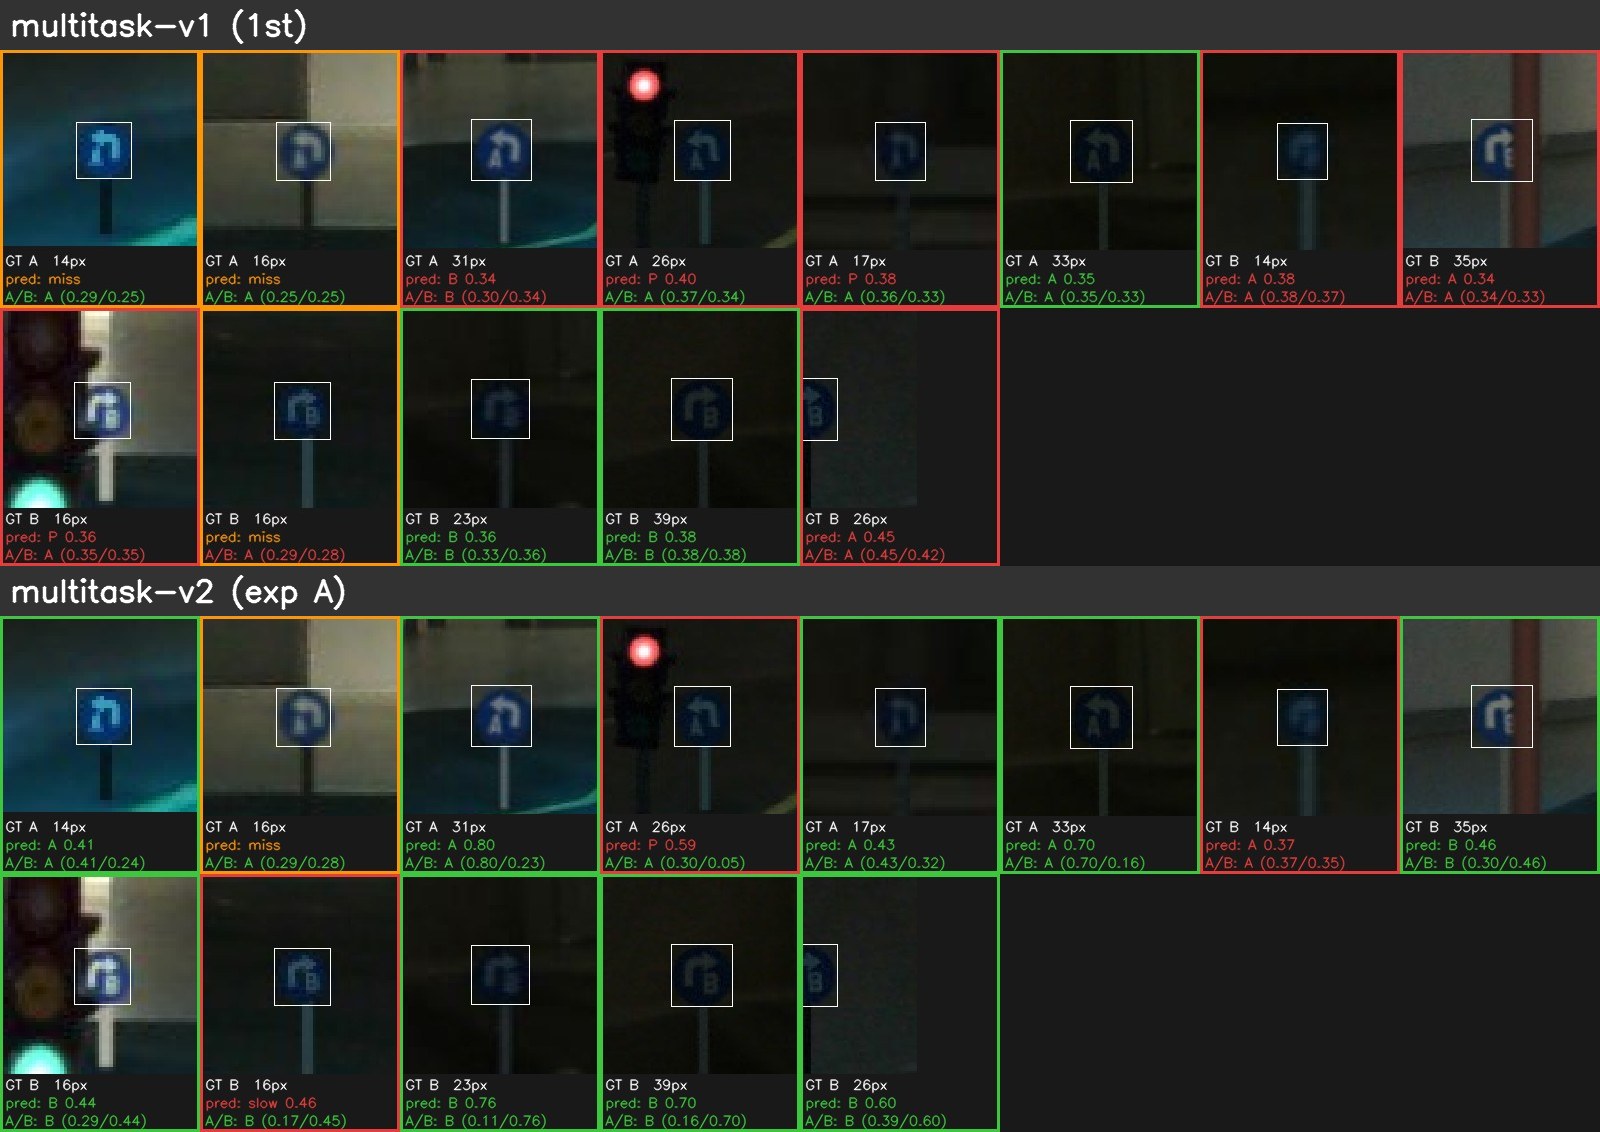 multitask-v1 (1st)
GT A 14px
pred: miss
A/B: A (0.29/0.25)
GT A 16px
pred: miss
A/B: A (0.25/0.25)
A
GT A 31px
pred: B 0.34
A/B: B (0.30/0.34)
A
GT A 26px
pred: P 0.40
A/B: A (0.37/0.34)
GT A 17px
pred: P 0.38
A/B: A (0.36/0.33)
A
GT A 33px
pred: A 0.35
A/B: A (0.35/0.33)
GT B 14px
pred: A 0.38
A/B: A (0.38/0.37)
GT B 35px
pred: A 0.34
A/B: A (0.34/0.33)
B
GT B 16px
pred: P 0.36
A/B: A (0.35/0.35)
B
GT B 16px
pred: miss
A/B: A (0.29/0.28)
GT B 23px
pred: B 0.36
A/B: B (0.33/0.36)
B
GT B 39px
pred: B 0.38
A/B: B (0.38/0.38)
B
GT B 26px
pred: A 0.45
A/B: A (0.45/0.42)
multitask-v2 (exp A)
GT A 14px
pred: A 0.41
A/B: A (0.41/0.24)
GT A 16px
pred: miss
A/B: A (0.29/0.28)
A
GT A 31px
pred: A 0.80
A/B: A (0.80/0.23)
A
GT A 26px
pred: P 0.59
A/B: A (0.30/0.05)
GT A 17px
pred: A 0.43
A/B: A (0.43/0.32)
A
GT A 33px
pred: A 0.70
A/B: A (0.70/0.16)
GT B 14px
pred: A 0.37
A/B: A (0.37/0.35)
GT B 35px
pred: B 0.46
A/B: B (0.30/0.46)
B
GT B 16px
pred: B 0.44
A/B: B (0.29/0.44)
B
GT B 16px
pred: slow 0.46
A/B: B (0.17/0.45)
GT B 23px
pred: B 0.76
A/B: B (0.11/0.76)
B
GT B 39px
pred: B 0.70
A/B: B (0.16/0.70)
B
GT B 26px
pred: B 0.60
A/B: B (0.39/0.60)